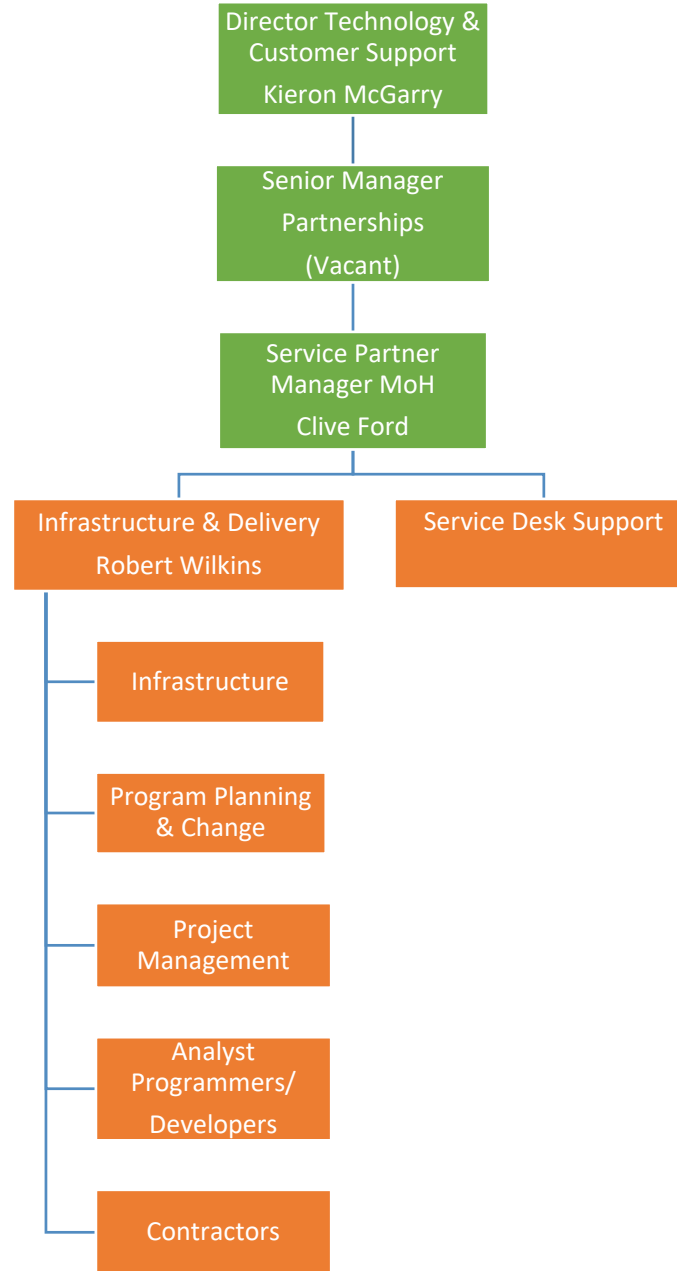 Director Technology &
Customer Support
Kieron McGarry
Senior Manager
Partnerships
(Vacant)
Service Partner
Manager MoH
Clive Ford
Infrastructure & Delivery
Robert Wilkins
Service Desk Support
Infrastructure
Program Planning
& Change
Project
Management
Analyst
Programmers/
Developers
Contractors